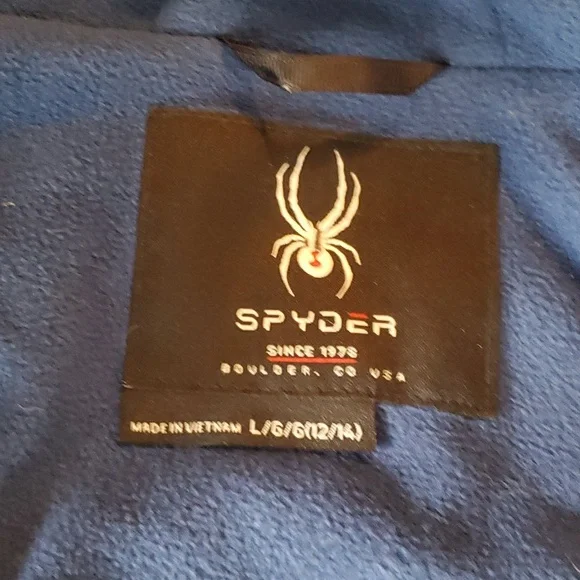 SPYDER
SINCE 1978
BOULDER, CO USA
MADE IN VIETNAM L/G/G(12/14)